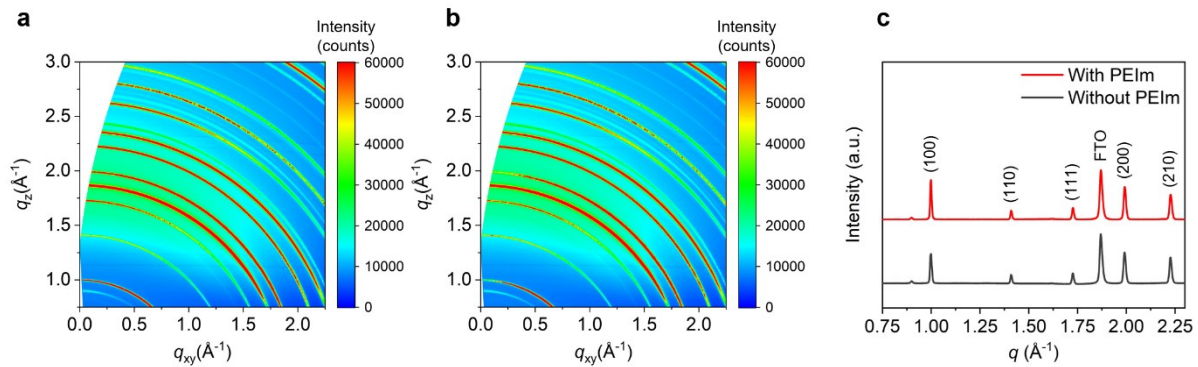 a
Intensity
(counts)
3.0
2.5
2.0
1.5
1.0
q_z(Å⁻¹)
0.0 0.5 1.0 1.5 2.0
q_xy(Å⁻¹)
60000
50000
40000
30000
20000
10000
0
b
Intensity
(counts)
3.0
2.5
2.0
1.5
1.0
q_z(Å⁻¹)
0.0 0.5 1.0 1.5 2.0
q_xy(Å⁻¹)
60000
50000
40000
30000
20000
10000
0
c
With PEIm
Without PEIm
(100)
(110)
(111)
FTO
(200)
(210)
Intensity (a.u.)
0.75 1.00 1.25 1.50 1.75 2.00 2.25
q (Å⁻¹)